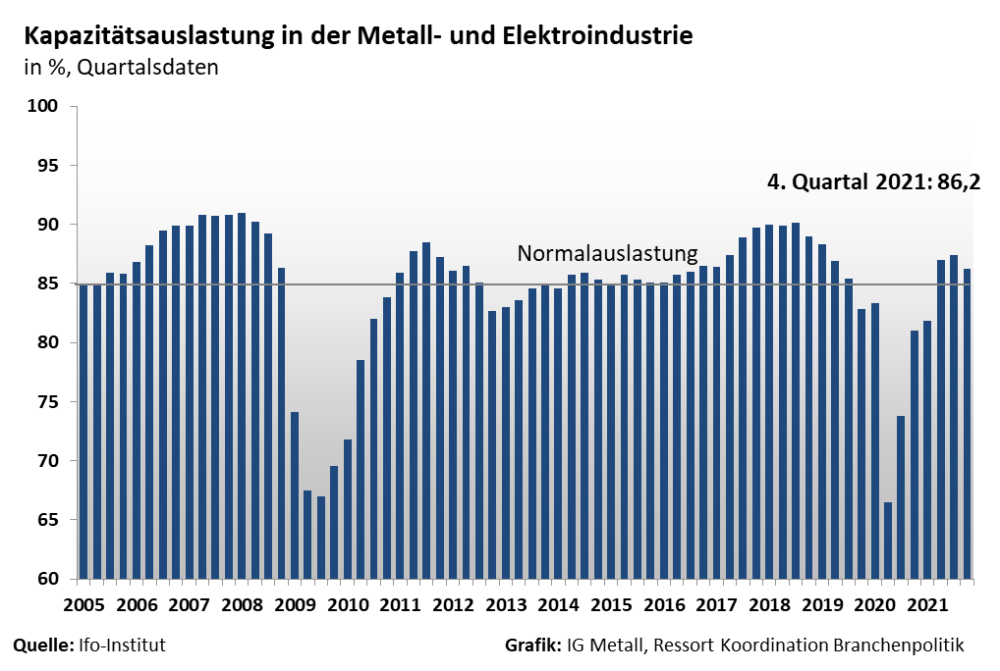 Kapazitätsauslastung in der Metall- und Elektroindustrie
in %, Quartalsdaten
100
95
4. Quartal 2021: 86,2
90
Normalauslastung
85
80
75
70
65
60
2005 2006 2007 2008 2009 2010 2011 2012 2013 2014 2015 2016 2017 2018 2019 2020 2021
Quelle: Ifo-Institut
Grafik: IG Metall, Ressort Koordination Branchenpolitik